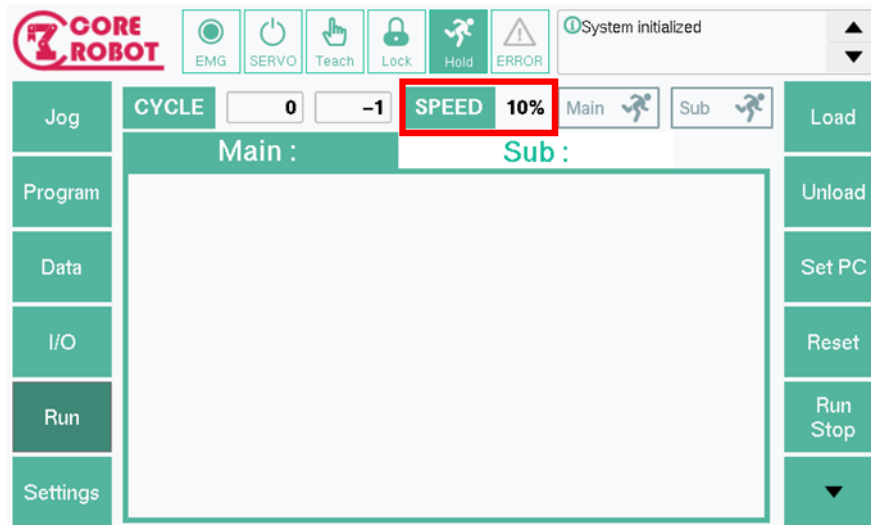 CORE
ROBOT
EMG
SERVO
Teach
Lock
Hold
ERROR
System initialized
Jog
CYCLE 0 -1
SPEED 10%
Main
Sub
Load
Main :
Sub :
Program
Unload
Data
Set PC
I/O
Reset
Run
Run
Stop
Settings